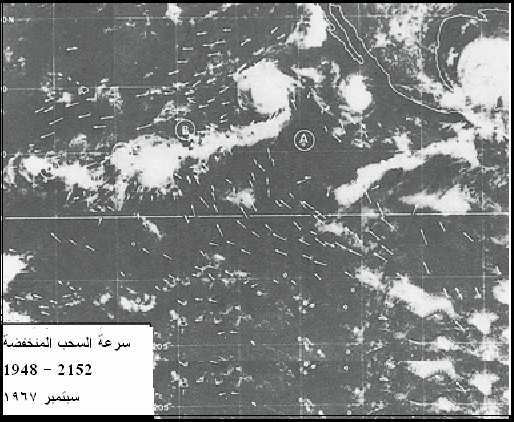 B
A
سرعة السحب المنخفضة
1948 – 2152
سبتمبر ١٩٦٧